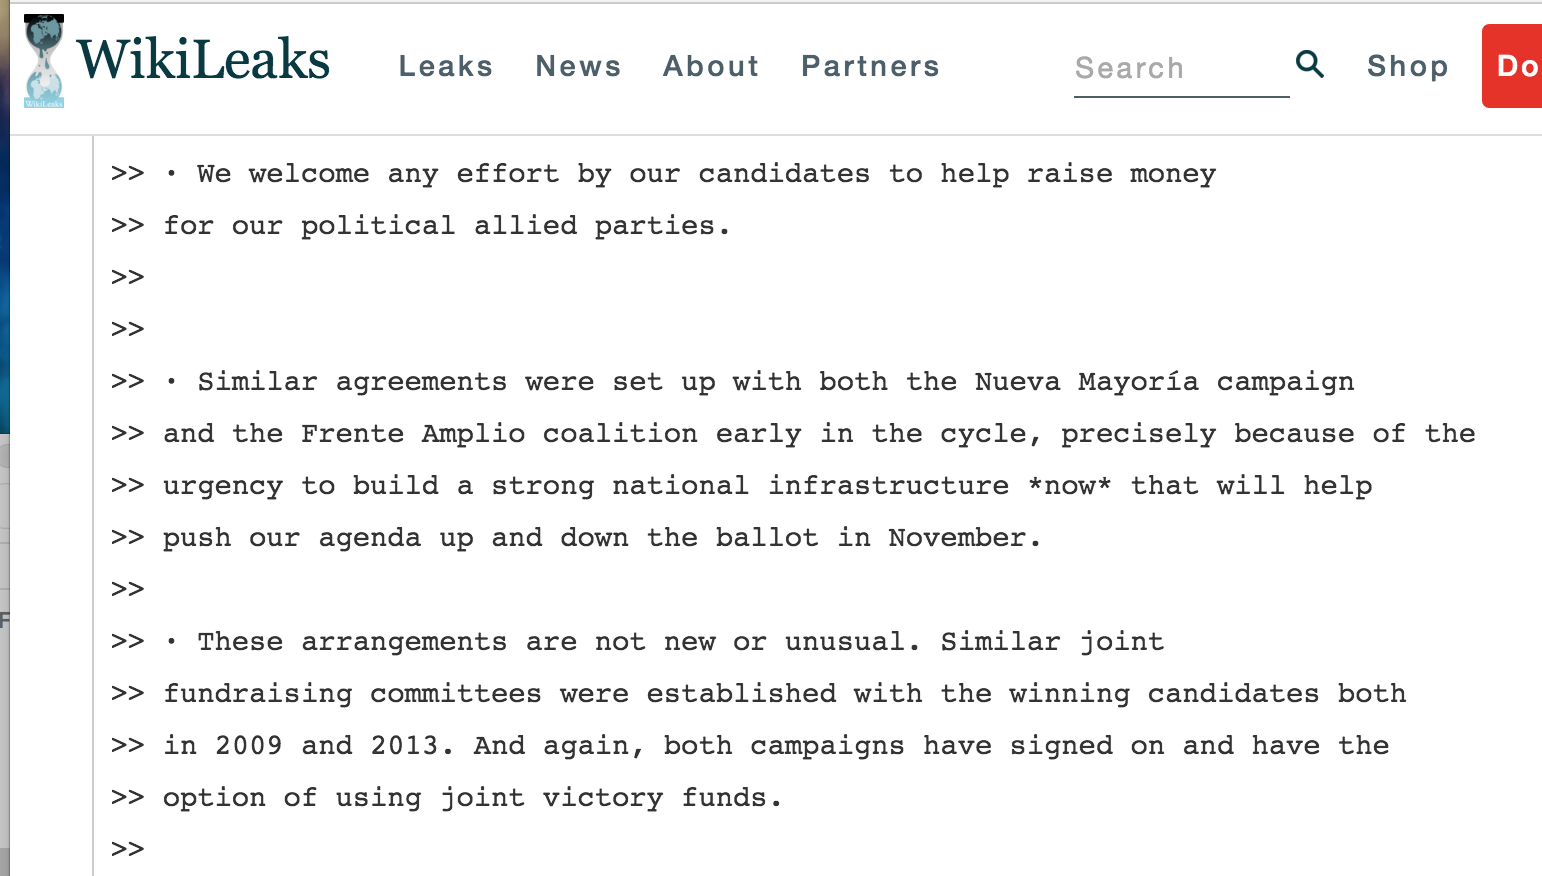 WikiLeaks Leaks News About Partners Search Shop Do
WikiLeaks
>> · We welcome any effort by our candidates to help raise money
>> for our political allied parties.
>>
>>
>> · Similar agreements were set up with both the Nueva Mayoría campaign
>> and the Frente Amplio coalition early in the cycle, precisely because of the
>> urgency to build a strong national infrastructure *now* that will help
>> push our agenda up and down the ballot in November.
>>
>> · These arrangements are not new or unusual. Similar joint
>> fundraising committees were established with the winning candidates both
>> in 2009 and 2013. And again, both campaigns have signed on and have the
>> option of using joint victory funds.
>>
F